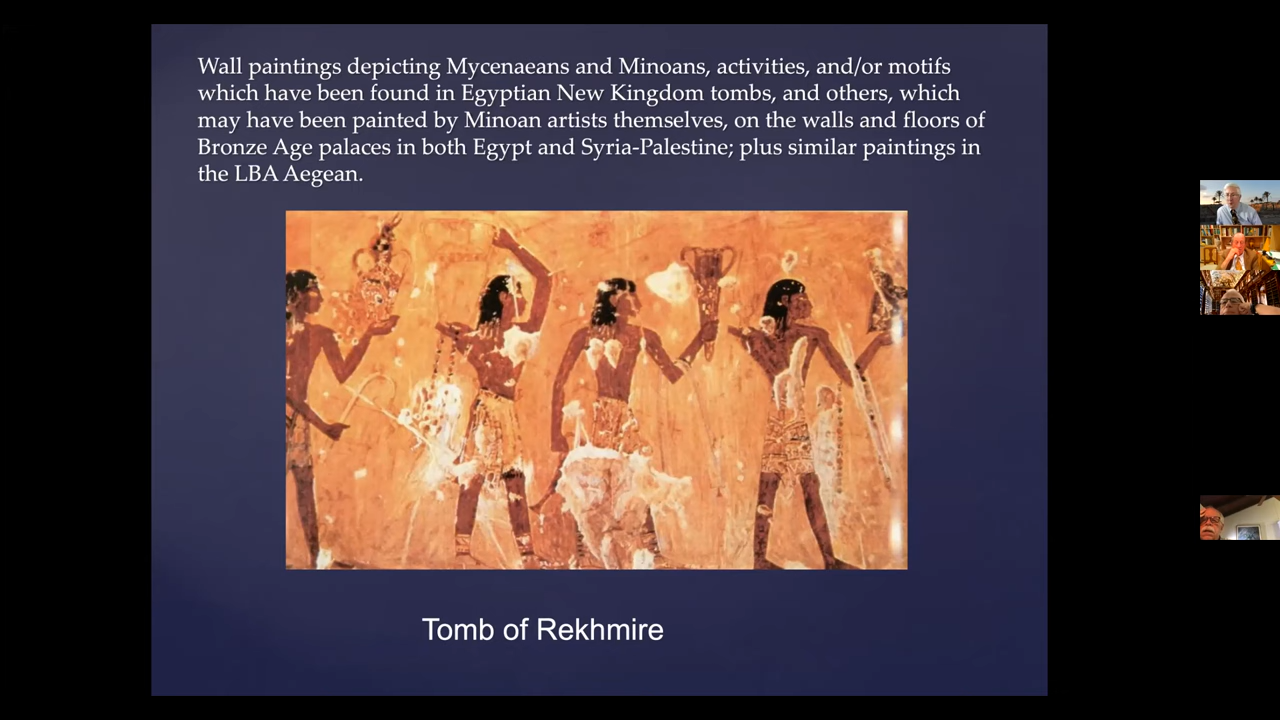 Wall paintings depicting Mycenaeans and Minoans, activities, and/or motifs
which have been found in Egyptian New Kingdom tombs, and others, which
may have been painted by Minoan artists themselves, on the walls and floors of
Bronze Age palaces in both Egypt and Syria-Palestine; plus similar paintings in
the LBA Aegean.
Tomb of Rekhmire